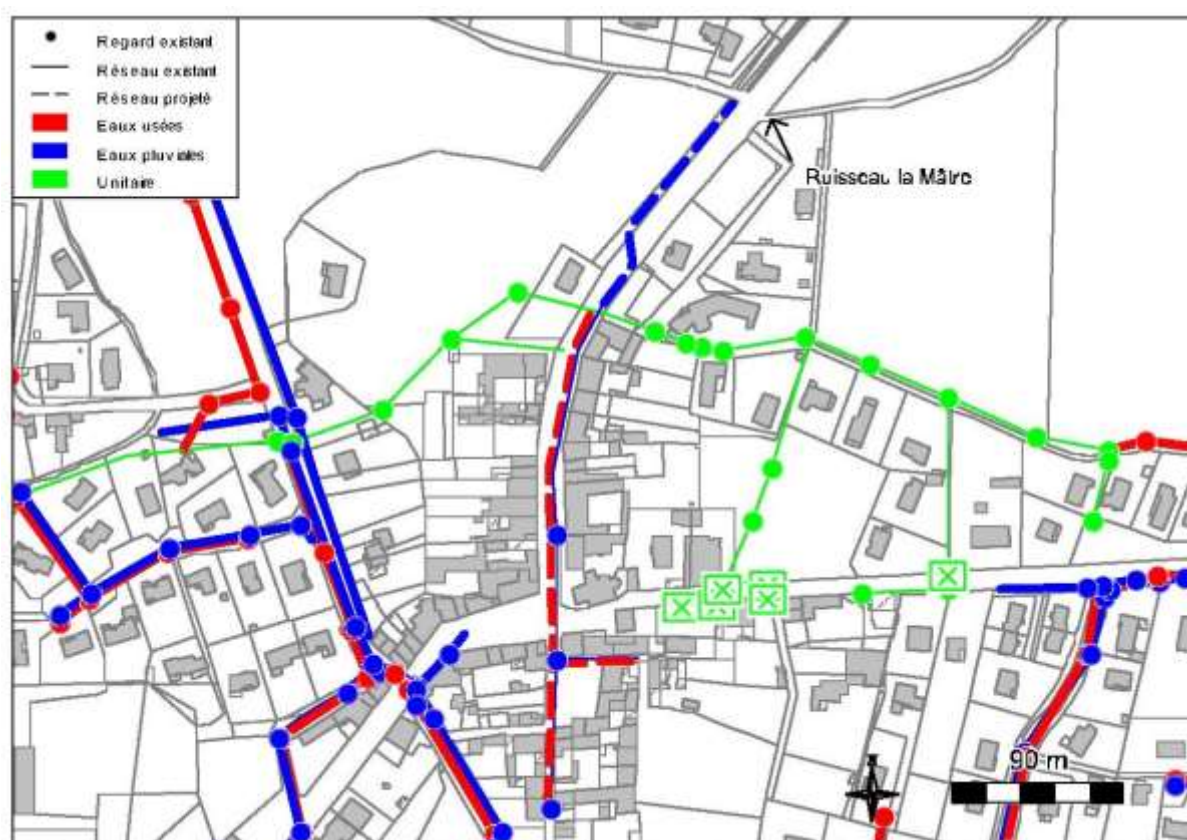 Regard existant
Réseau existant
Réseau projeté
Eaux usées
Eaux pluviales
Unitaire
Ruisseau la Mâtre
N
90 m